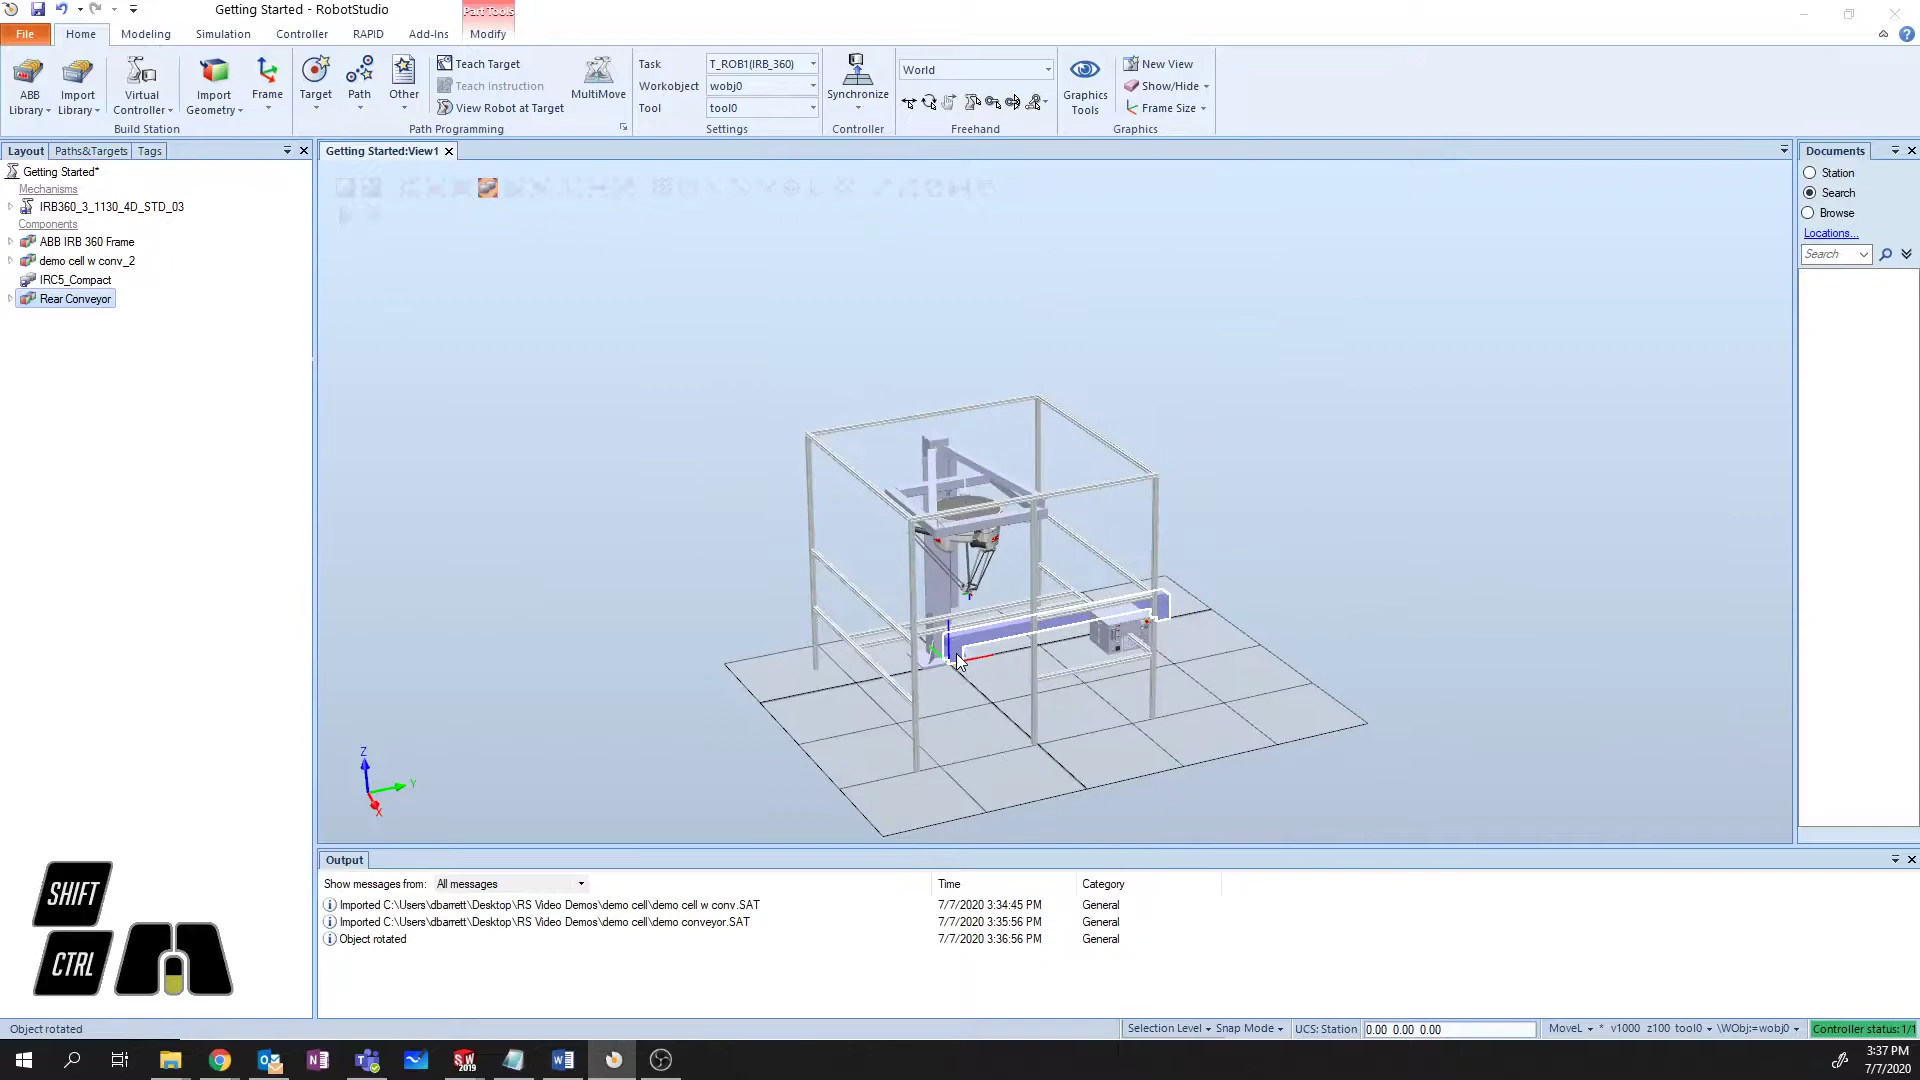 Getting Started - RobotStudio
Part Tools
File
Home
Modeling
Simulation
Controller
RAPID
Add-Ins
Modify
ABB Library
Import Library
Virtual Controller
Import Geometry
Frame
Build Station
Target
Path
Other
Teach Target
Teach Instruction
View Robot at Target
MultiMove
Path Programming
Task T_ROB1(IRB_360)
Workobject wobj0
Tool tool0
Settings
Synchronize
Controller
World
Freehand
Graphics Tools
New View
Show/Hide
Frame Size
Graphics
Layout
Paths&Targets
Tags
Getting Started:View1
Documents
Getting Started*
Mechanisms
IRB360_3_1130_4D_STD_03
Components
ABB IRB 360 Frame
demo cell w conv_2
IRC5_Compact
Rear Conveyor
Station
Search
Browse
Locations...
Search
Z
Y
X
SHIFT
CTRL
Output
Show messages from: All messages
Time
Category
Imported C:\Users\dbarrett\Desktop\RS Video Demos\demo cell\demo cell w conv.SAT 7/7/2020 3:34:45 PM General
Imported C:\Users\dbarrett\Desktop\RS Video Demos\demo cell\demo conveyor.SAT 7/7/2020 3:35:56 PM General
Object rotated 7/7/2020 3:36:56 PM General
Object rotated
Selection Level
Snap Mode
UCS: Station
0.00 0.00 0.00
MoveL * v1000 z100 tool0 \WObj:=wobj0
Controller status: 1/1
SW 2019
3:37 PM
7/7/2020